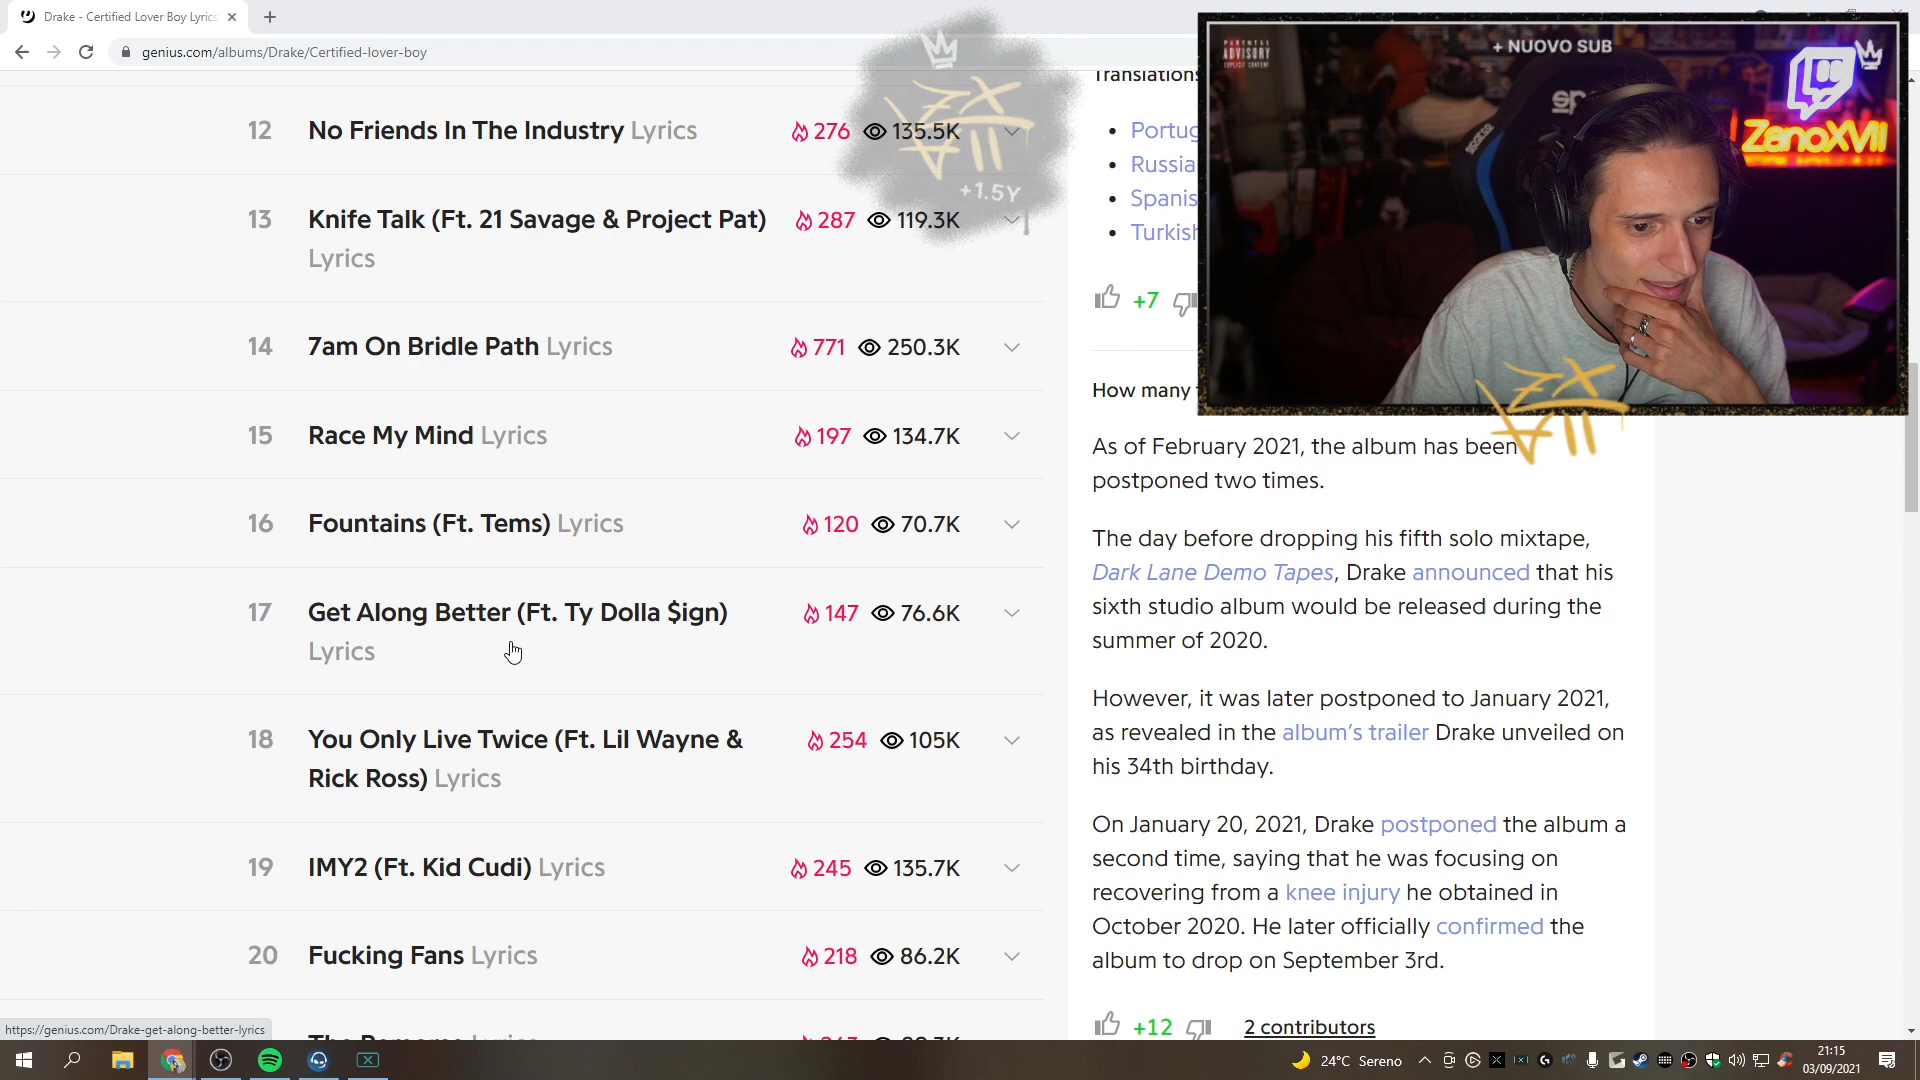 Drake - Certified Lover Boy Lyrics
genius.com/albums/Drake/Certified-lover-boy
12 No Friends In The Industry Lyrics 276 135.5K
13 Knife Talk (Ft. 21 Savage & Project Pat) 287 119.3K
Lyrics
14 7am On Bridle Path Lyrics 771 250.3K
15 Race My Mind Lyrics 197 134.7K
16 Fountains (Ft. Tems) Lyrics 120 70.7K
17 Get Along Better (Ft. Ty Dolla $ign) 147 76.6K
Lyrics
18 You Only Live Twice (Ft. Lil Wayne & 254 105K
Rick Ross) Lyrics
19 IMY2 (Ft. Kid Cudi) Lyrics 245 135.7K
20 Fucking Fans Lyrics 218 86.2K
https://genius.com/Drake-get-along-better-lyrics
+1.5Y
Translations
• Portug
• Russia
• Spanis
• Turkish
+7
How many
As of February 2021, the album has been
postponed two times.
The day before dropping his fifth solo mixtape,
Dark Lane Demo Tapes, Drake announced that his
sixth studio album would be released during the
summer of 2020.
However, it was later postponed to January 2021,
as revealed in the album's trailer Drake unveiled on
his 34th birthday.
On January 20, 2021, Drake postponed the album a
second time, saying that he was focusing on
recovering from a knee injury he obtained in
October 2020. He later officially confirmed the
album to drop on September 3rd.
+12 2 contributors
PARENTAL
ADVISORY
EXPLICIT CONTENT
+ NUOVO SUB
ZanoXVII
24°C Sereno
21:15
03/09/2021